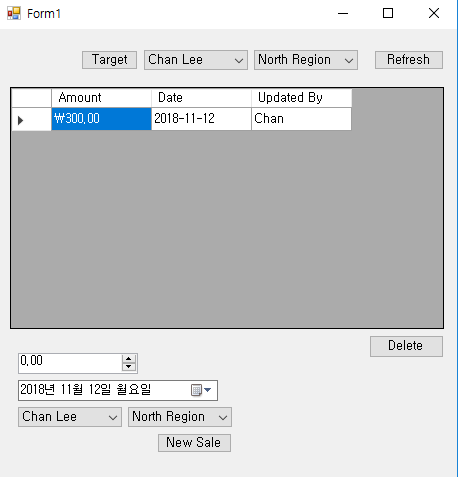 Form1
Target Chan Lee North Region Refresh
Amount Date Updated By
₩300,00 2018-11-12 Chan
Delete
0,00
2018년 11월 12일 월요일
Chan Lee North Region
New Sale